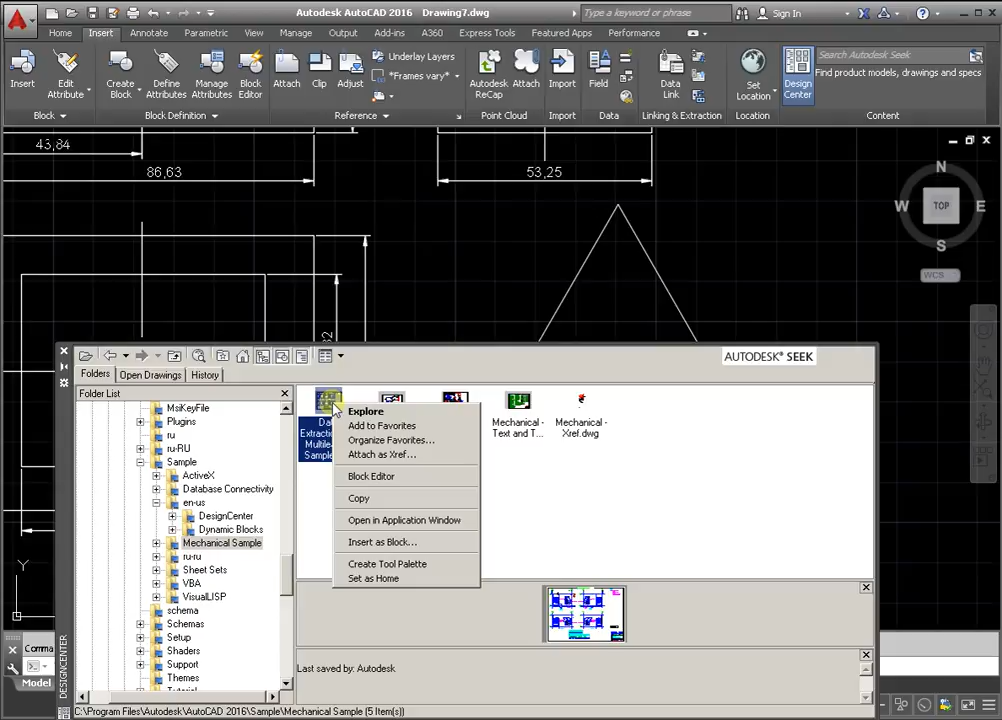 Autodesk AutoCAD 2016 Drawing7.dwg
Type a keyword or phrase
Sign In
Home Insert Annotate Parametric View Manage Output Add-ins A360 Express Tools Featured Apps Performance
Insert
Edit Attribute
Create Block
Define Attributes
Manage Attributes
Block Editor
Attach
Clip
Adjust
Underlay Layers
*Frames vary*
Autodesk ReCap
Attach
Import
Field
Data Link
Set Location
Design Center
Search Autodesk Seek
Find product models, drawings and specs
Block Block Definition Reference Point Cloud Import Data Linking & Extraction Location Content
43,84
86,63
53,25
N
W TOP E
S
WCS
Y
AUTODESK® SEEK
Folders Open Drawings History
Folder List
MsiKeyFile
Plugins
ru
ru-RU
Sample
ActiveX
Database Connectivity
en-us
DesignCenter
Dynamic Blocks
Mechanical Sample
ru-ru
Sheet Sets
VBA
VisualLISP
schema
Schemas
Setup
Shaders
Support
Themes
Mechanical - Text and T...
Mechanical - Xref.dwg
Explore
Add to Favorites
Organize Favorites...
Attach as Xref...
Block Editor
Copy
Open in Application Window
Insert as Block...
Create Tool Palette
Set as Home
Last saved by: Autodesk
DESIGNCENTER
Comma
Model
C:\Program Files\Autodesk\AutoCAD 2016\Sample\Mechanical Sample (5 Item(s))